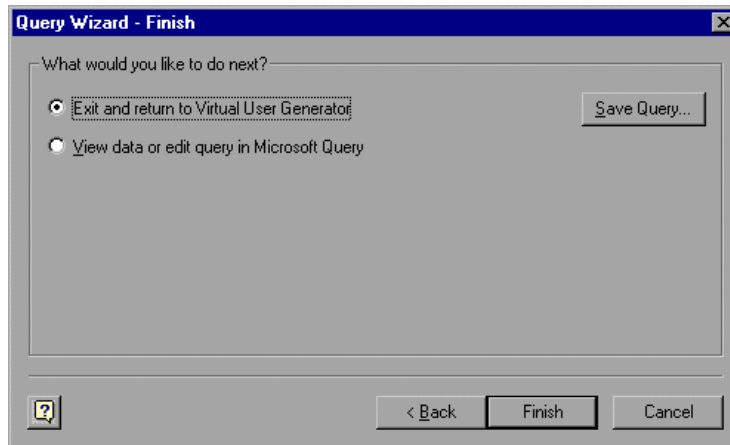 Query Wizard - Finish
What would you like to do next?
Exit and return to Virtual User Generator
Save Query...
View data or edit query in Microsoft Query
?
< Back
Finish
Cancel